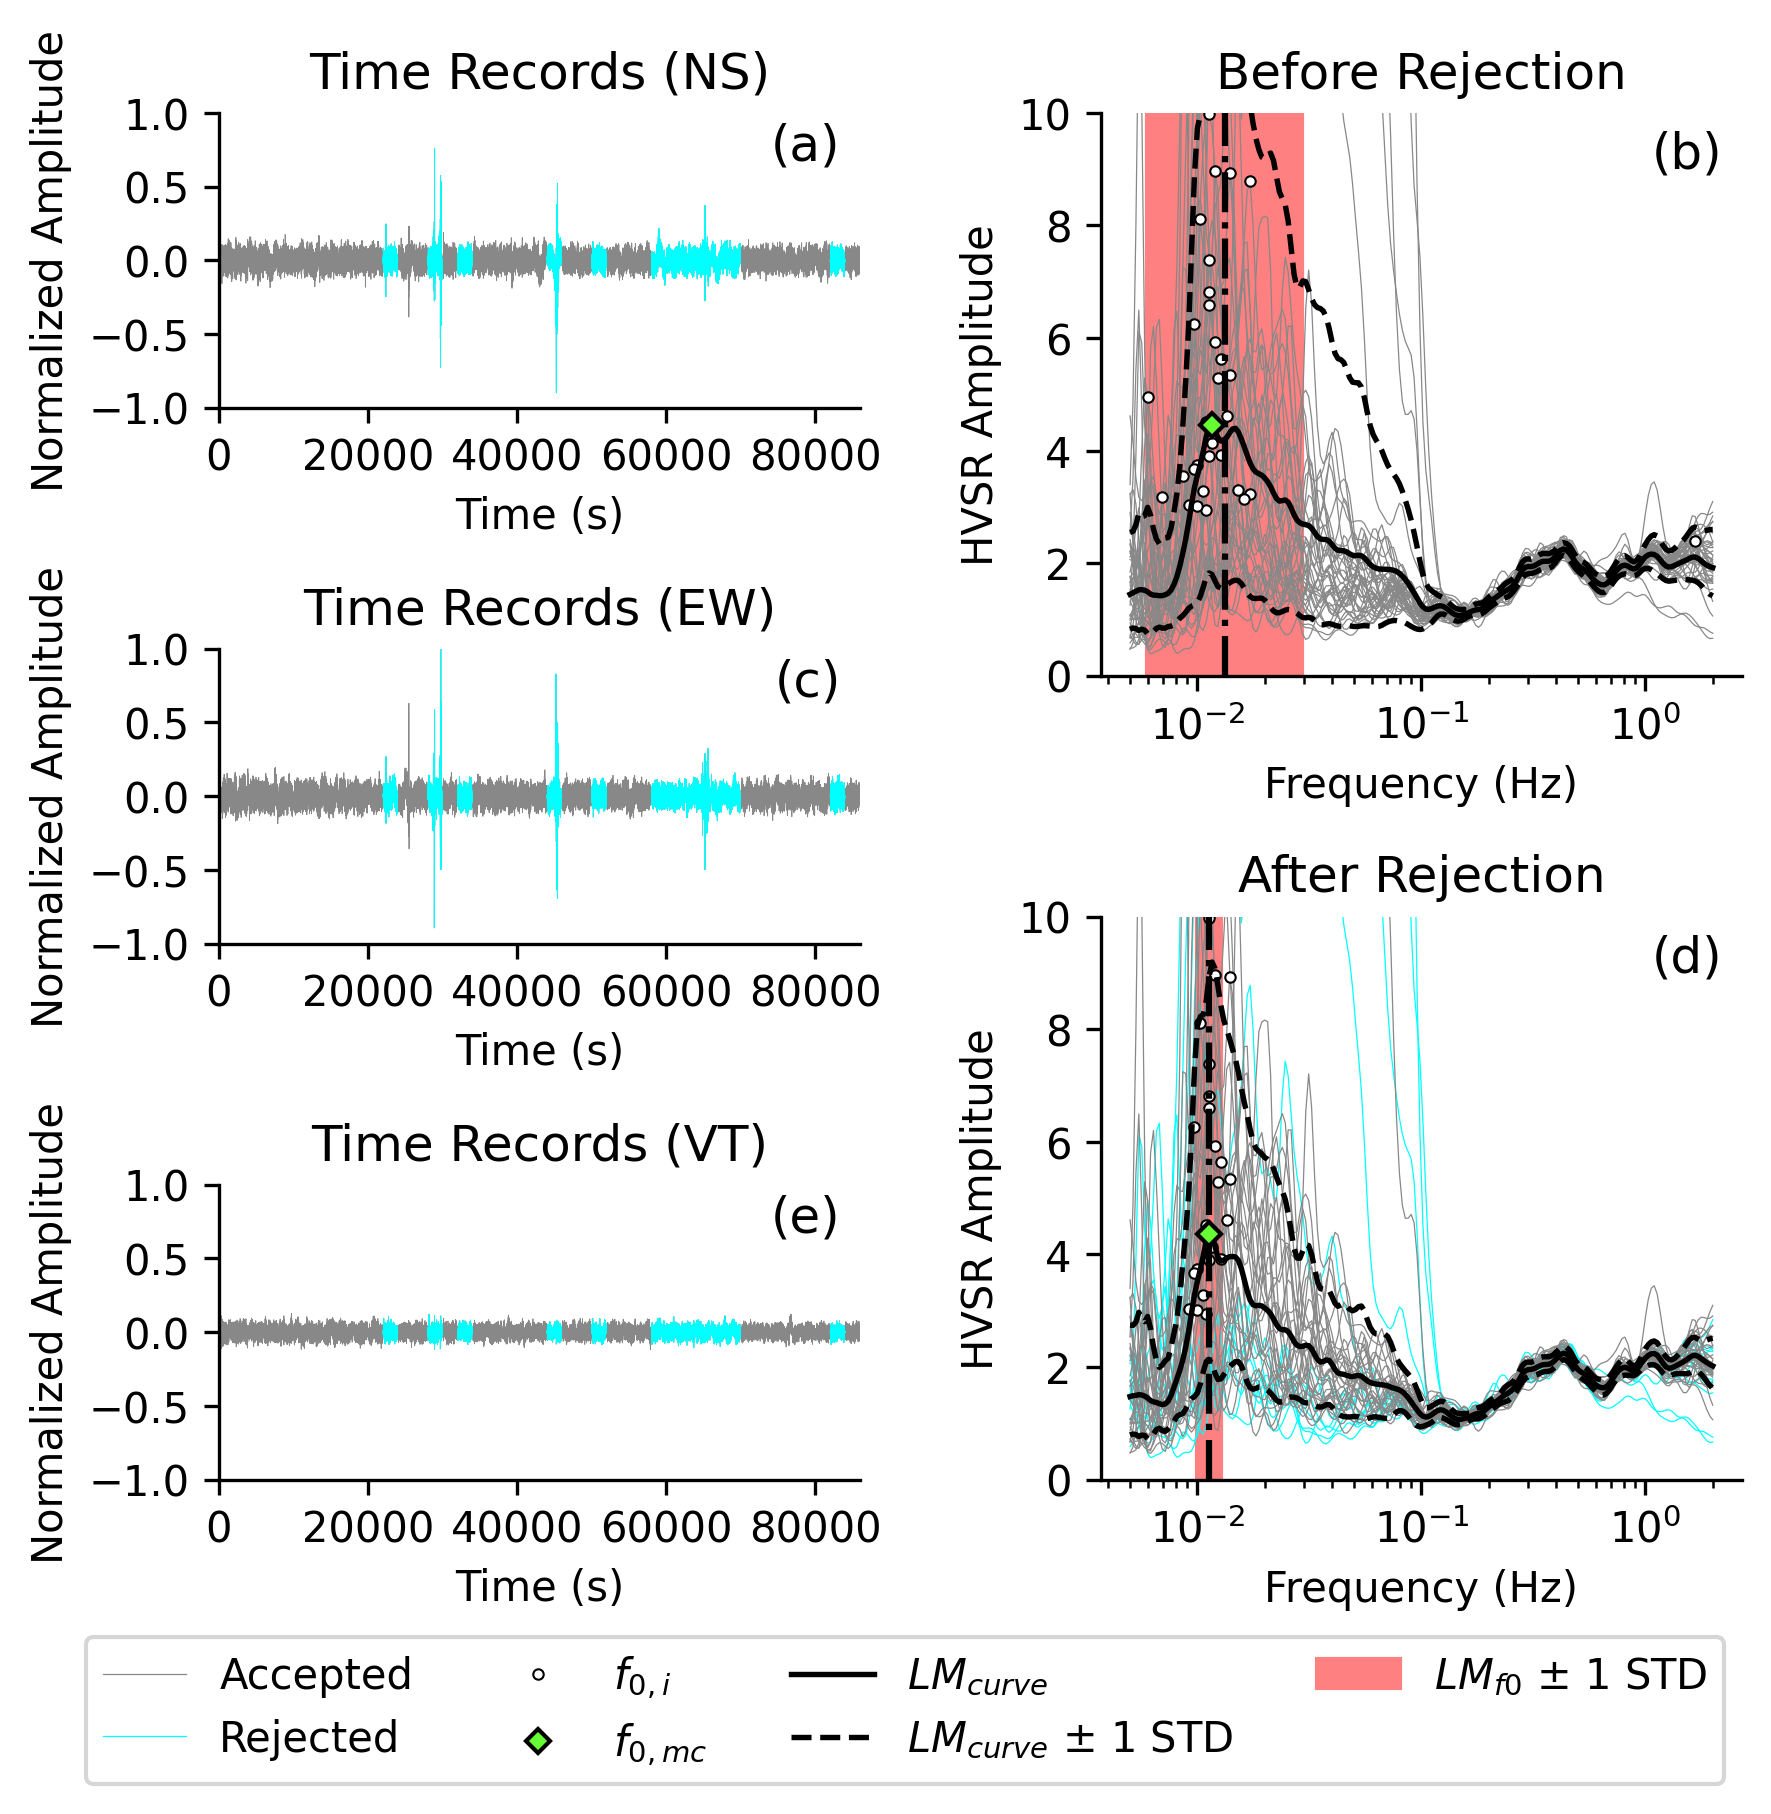 Time Records (NS)
Normalized Amplitude
1.0
0.5
0.0
−0.5
−1.0
(a)
0 20000 40000 60000 80000
Time (s)
Before Rejection
HVSR Amplitude
10
8
6
4
2
0
(b)
10⁻² 10⁻¹ 10⁰
Frequency (Hz)
Time Records (EW)
Normalized Amplitude
1.0
0.5
0.0
−0.5
−1.0
(c)
0 20000 40000 60000 80000
Time (s)
After Rejection
HVSR Amplitude
10
8
6
4
2
0
(d)
10⁻² 10⁻¹ 10⁰
Frequency (Hz)
Time Records (VT)
Normalized Amplitude
1.0
0.5
0.0
−0.5
−1.0
(e)
0 20000 40000 60000 80000
Time (s)
Accepted
Rejected
f0,i
f0,mc
LMcurve
LMcurve ± 1 STD
LMf0 ± 1 STD